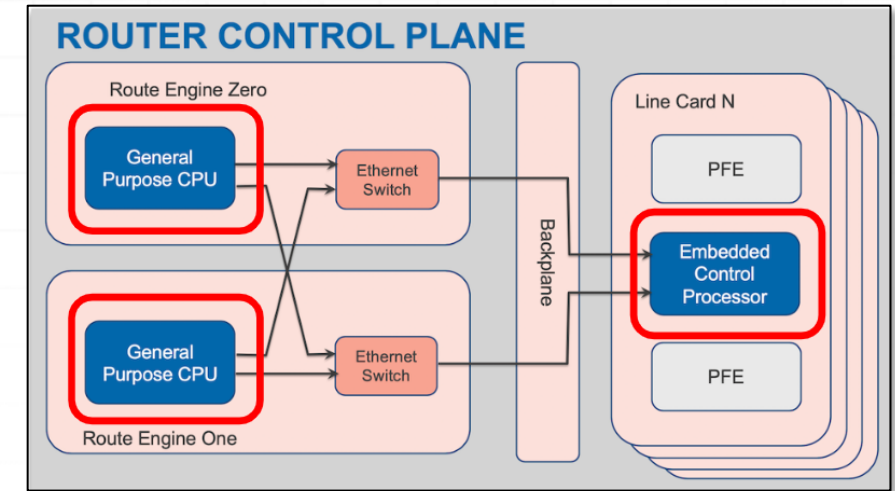 ROUTER CONTROL PLANE
Route Engine Zero
General
Purpose CPU
Ethernet
Switch
Route Engine One
General
Purpose CPU
Ethernet
Switch
Backplane
Line Card N
PFE
Embedded
Control
Processor
PFE